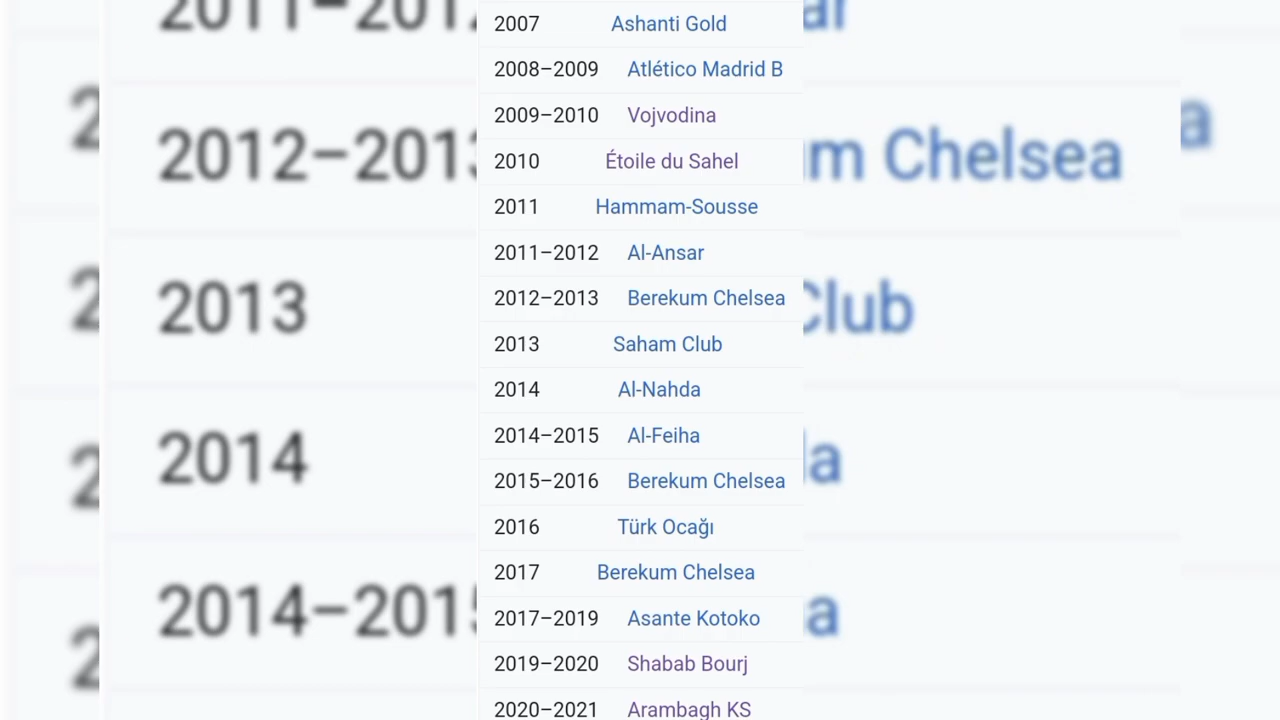 2007 Ashanti Gold
2008–2009 Atlético Madrid B
2009–2010 Vojvodina
2010 Étoile du Sahel
2011 Hammam-Sousse
2011–2012 Al-Ansar
2012–2013 Berekum Chelsea
2013 Saham Club
2014 Al-Nahda
2014–2015 Al-Feiha
2015–2016 Berekum Chelsea
2016 Türk Ocağı
2017 Berekum Chelsea
2017–2019 Asante Kotoko
2019–2020 Shabab Bourj
2020–2021 Arambagh KS